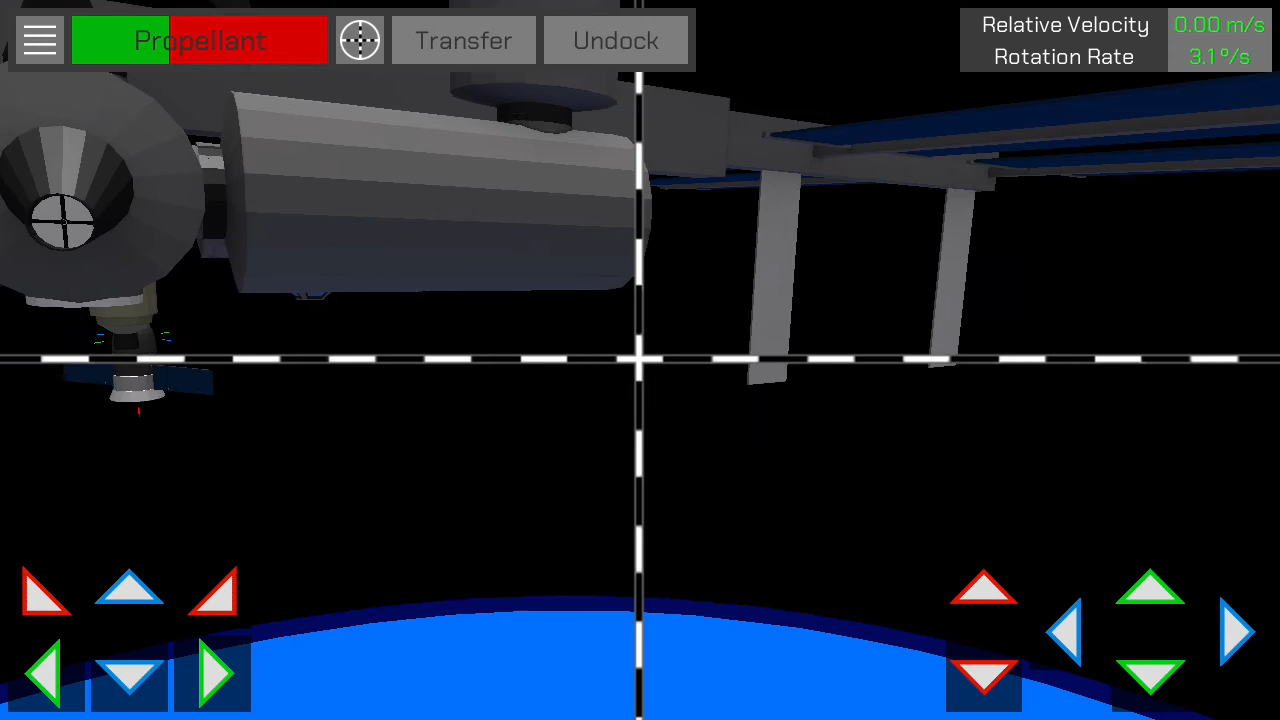 Propellant
Transfer
Undock
Relative Velocity 0.00 m/s
Rotation Rate 3.1 °/s